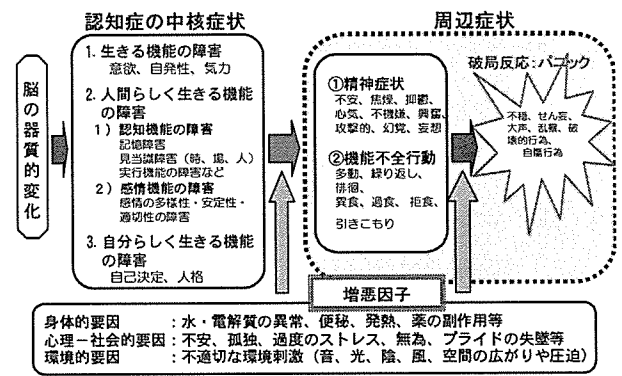 認知症の中核症状
周辺症状
脳の器質的変化
1. 生きる機能の障害
意欲、自発性、気力
2. 人間らしく生きる機能
の障害
1) 認知機能の障害
記憶障害
見当識障害(時、場、人)
実行機能の障害など
2) 感情機能の障害
感情の多様性・安定性・
適切性の障害
3. 自分らしく生きる機能
の障害
自己決定、人格
①精神症状
不安、焦燥、抑鬱、
心気、不機嫌、興奮、
攻撃的、幻覚、妄想
②機能不全行動
多動、繰り返し、
徘徊、
異食、過食、拒食、
引きこもり
破局反応:パニック
不穏、せん妄、
大声、乱暴、破
壊的行為、
自傷行為
増悪因子
身体的要因 :水・電解質の異常、便秘、発熱、薬の副作用等
心理-社会的要因:不安、孤独、過度のストレス、無為、プライドの失墜等
環境的要因 :不適切な環境刺激(音、光、陰、風、空間の広がりや圧迫)